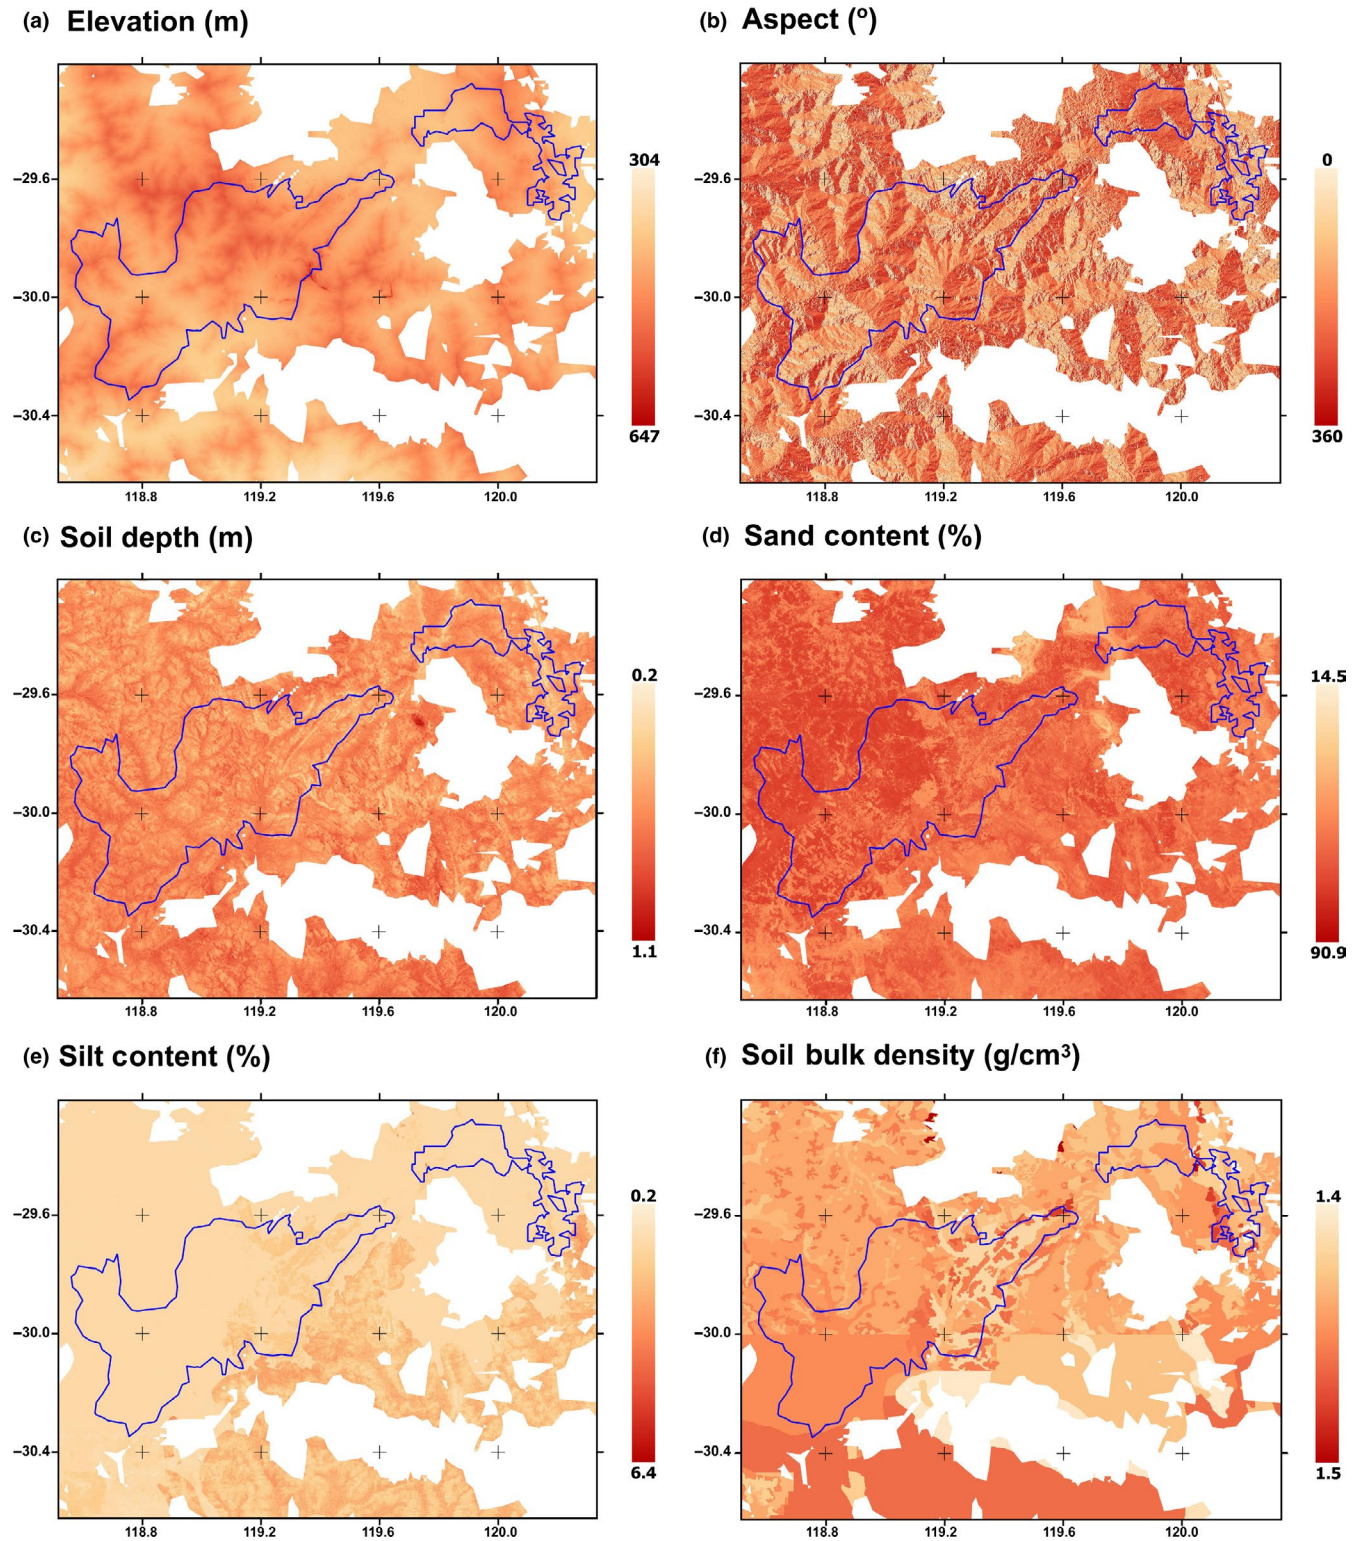 (a) Elevation (m)
(b) Aspect (º)
304
647
−29.6
−30.0
−30.4
118.8 119.2 119.6 120.0
0
360
−29.6
−30.0
−30.4
118.8 119.2 119.6 120.0
(c) Soil depth (m)
(d) Sand content (%)
0.2
1.1
−29.6
−30.0
−30.4
118.8 119.2 119.6 120.0
14.5
90.9
−29.6
−30.0
−30.4
118.8 119.2 119.6 120.0
(e) Silt content (%)
(f) Soil bulk density (g/cm³)
0.2
6.4
−29.6
−30.0
−30.4
118.8 119.2 119.6 120.0
1.4
1.5
−29.6
−30.0
−30.4
118.8 119.2 119.6 120.0